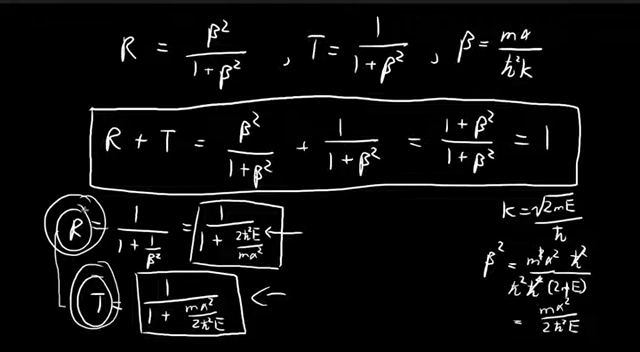 R = β²/(1 + β²) , T = 1/(1 + β²) , β = mα/(ħ²k)
R + T = β²/(1 + β²) + 1/(1 + β²) = (1 + β²)/(1 + β²) = 1
k = √(2mE)/ħ
R = 1/(1 + 1/β²) = 1/(1 + 2ħ²E/(mα²)) ←
β² = m²α² ħ²/(ħ²ħ⁴(2mE))
T = 1/(1 + mα²/(2ħ²E)) ←
= mα²/(2ħ²E)